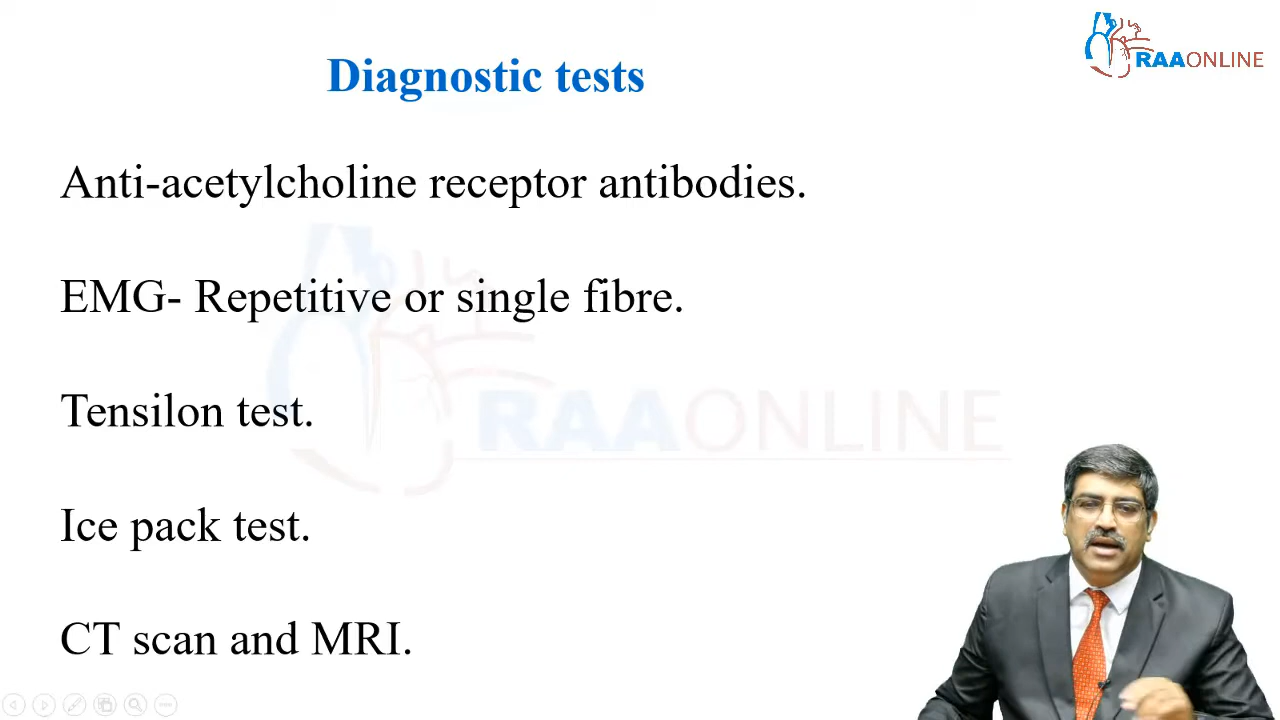 RAAONLINE
Diagnostic tests
Anti-acetylcholine receptor antibodies.
EMG- Repetitive or single fibre.
Tensilon test.
RAAONLINE
Ice pack test.
CT scan and MRI.